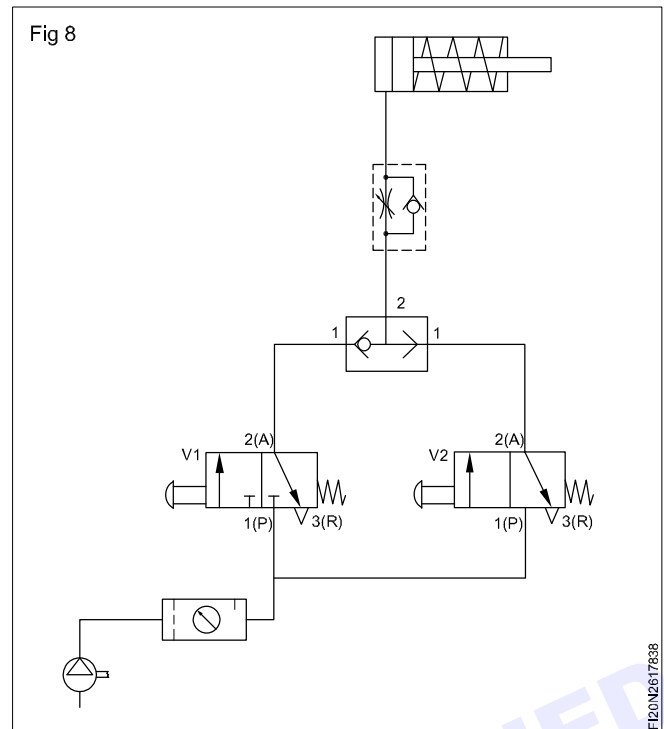 Fig 8
2
1 1
V1 2(A) V2 2(A)
1(P) 3(R) 1(P) 3(R)
FI20N2617838